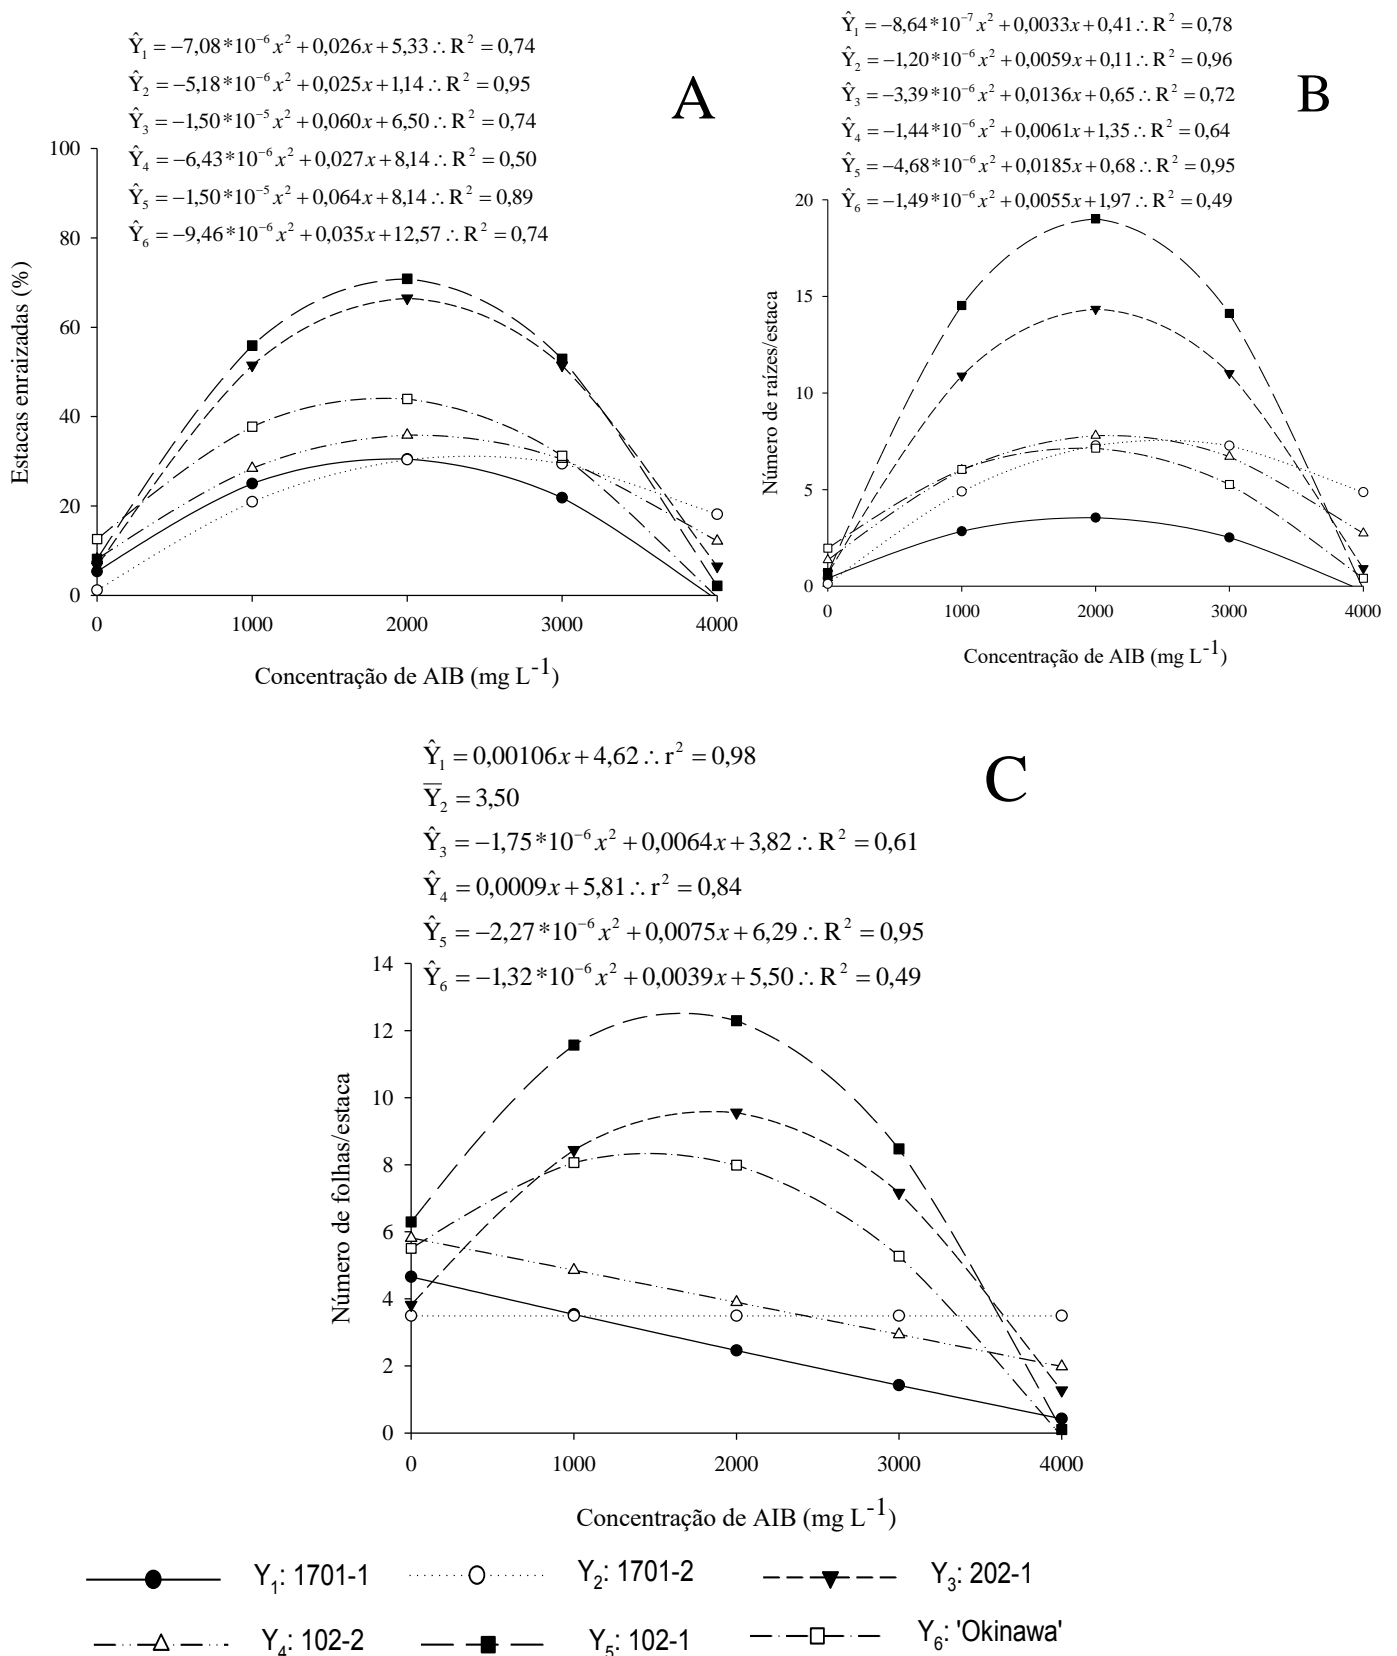 Ŷ₁ = −7,08*10⁻⁶x² + 0,026x + 5,33 ∴ R² = 0,74
Ŷ₂ = −5,18*10⁻⁶x² + 0,025x + 1,14 ∴ R² = 0,95
Ŷ₃ = −1,50*10⁻⁵x² + 0,060x + 6,50 ∴ R² = 0,74
Ŷ₄ = −6,43*10⁻⁶x² + 0,027x + 8,14 ∴ R² = 0,50
Ŷ₅ = −1,50*10⁻⁵x² + 0,064x + 8,14 ∴ R² = 0,89
Ŷ₆ = −9,46*10⁻⁶x² + 0,035x + 12,57 ∴ R² = 0,74
A
Estacas enraizadas (%)
100
80
60
40
20
0
0 1000 2000 3000 4000
Concentração de AIB (mg L⁻¹)
Ŷ₁ = −8,64*10⁻⁷x² + 0,0033x + 0,41 ∴ R² = 0,78
Ŷ₂ = −1,20*10⁻⁶x² + 0,0059x + 0,11 ∴ R² = 0,96
Ŷ₃ = −3,39*10⁻⁶x² + 0,0136x + 0,65 ∴ R² = 0,72
Ŷ₄ = −1,44*10⁻⁶x² + 0,0061x + 1,35 ∴ R² = 0,64
Ŷ₅ = −4,68*10⁻⁶x² + 0,0185x + 0,68 ∴ R² = 0,95
Ŷ₆ = −1,49*10⁻⁶x² + 0,0055x + 1,97 ∴ R² = 0,49
B
Número de raízes/estaca
20
15
10
5
0
0 1000 2000 3000 4000
Concentração de AIB (mg L⁻¹)
Ŷ₁ = 0,00106x + 4,62 ∴ r² = 0,98
Y̅₂ = 3,50
Ŷ₃ = −1,75*10⁻⁶x² + 0,0064x + 3,82 ∴ R² = 0,61
Ŷ₄ = 0,0009x + 5,81 ∴ r² = 0,84
Ŷ₅ = −2,27*10⁻⁶x² + 0,0075x + 6,29 ∴ R² = 0,95
Ŷ₆ = −1,32*10⁻⁶x² + 0,0039x + 5,50 ∴ R² = 0,49
C
Número de folhas/estaca
14
12
10
8
6
4
2
0
0 1000 2000 3000 4000
Concentração de AIB (mg L⁻¹)
Y₁: 1701-1 Y₂: 1701-2 Y₃: 202-1
Y₄: 102-2 Y₅: 102-1 Y₆: 'Okinawa'